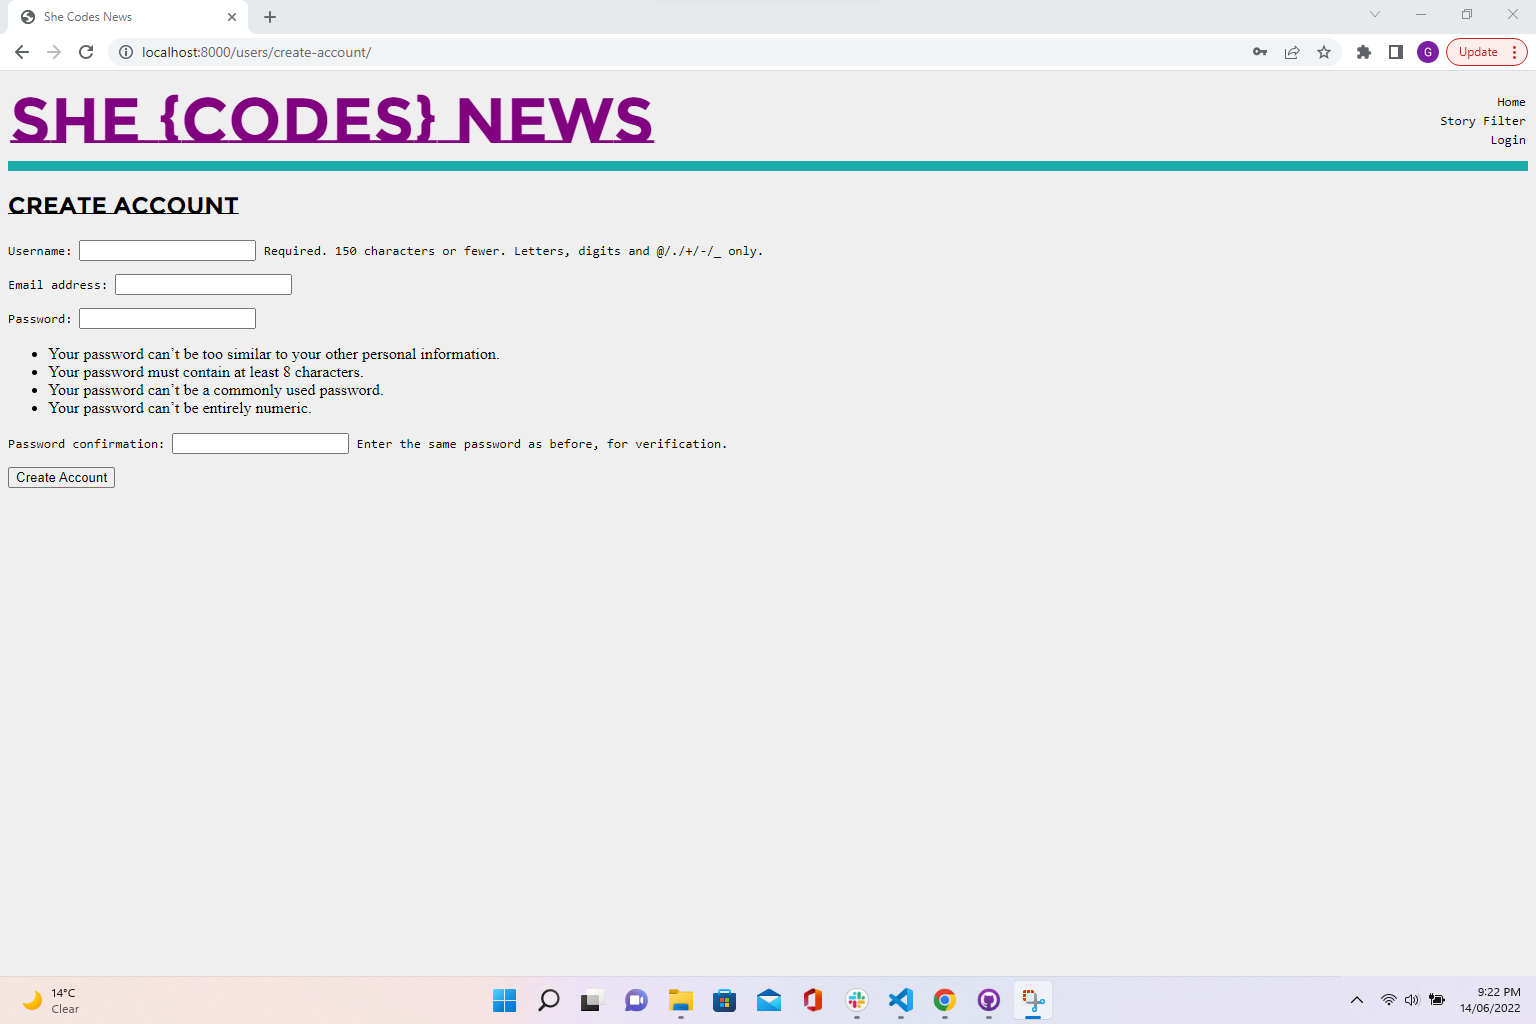 She Codes News
localhost:8000/users/create-account/
G
Update
SHE {CODES} NEWS
Home
Story Filter
Login
CREATE ACCOUNT
Username: Required. 150 characters or fewer. Letters, digits and @/./+/-/_ only.
Email address:
Password:
Your password can’t be too similar to your other personal information.
Your password must contain at least 8 characters.
Your password can’t be a commonly used password.
Your password can’t be entirely numeric.
Password confirmation: Enter the same password as before, for verification.
Create Account
14°C
Clear
9:22 PM
14/06/2022